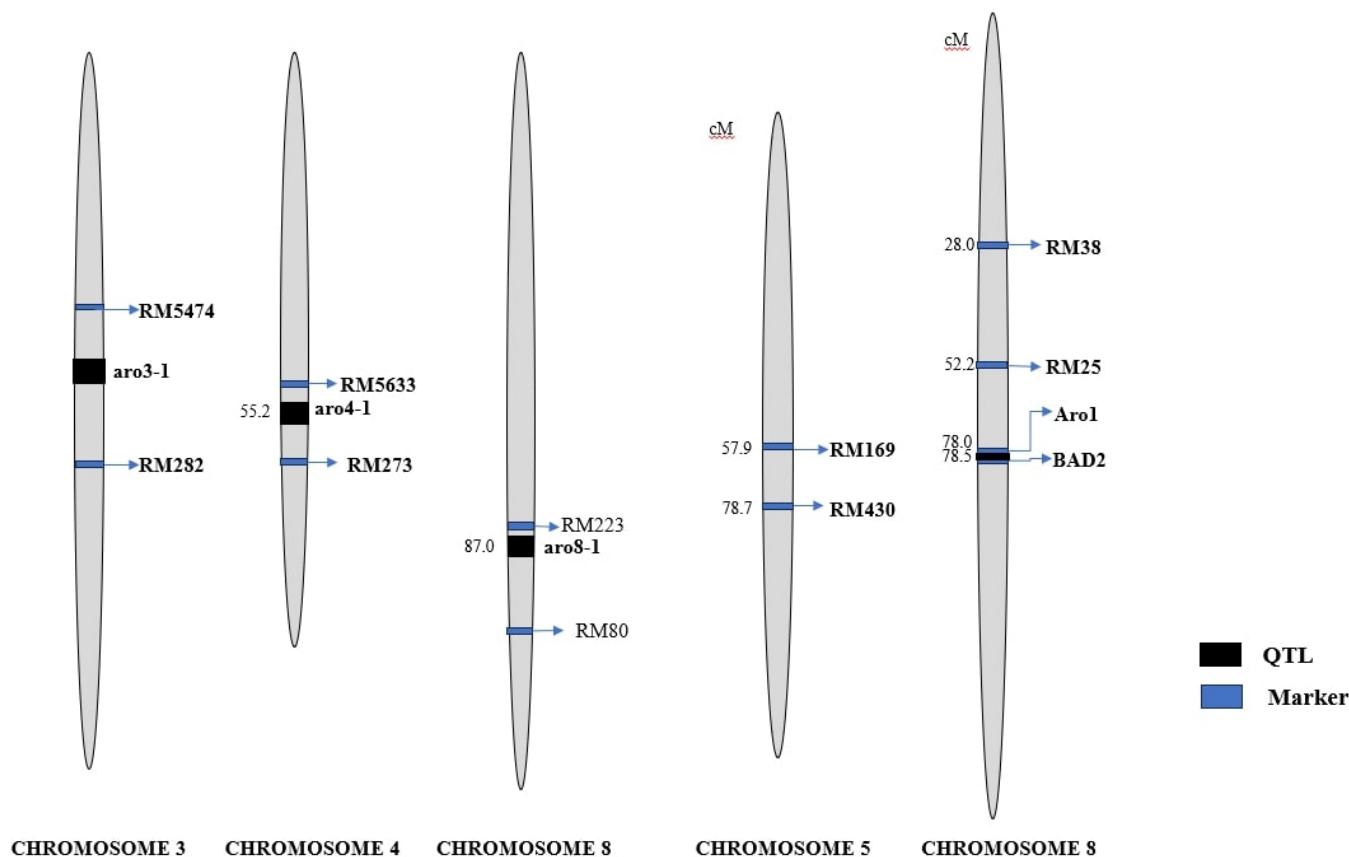 cM
cM
28.0
RM38
RM5474
52.2
RM25
aro3-1
RM5633
55.2
aro4-1
Aro1
78.0
78.5
BAD2
57.9
RM169
RM282
RM273
78.7
RM430
RM223
87.0
aro8-1
RM80
QTL
Marker
CHROMOSOME 3
CHROMOSOME 4
CHROMOSOME 8
CHROMOSOME 5
CHROMOSOME 8